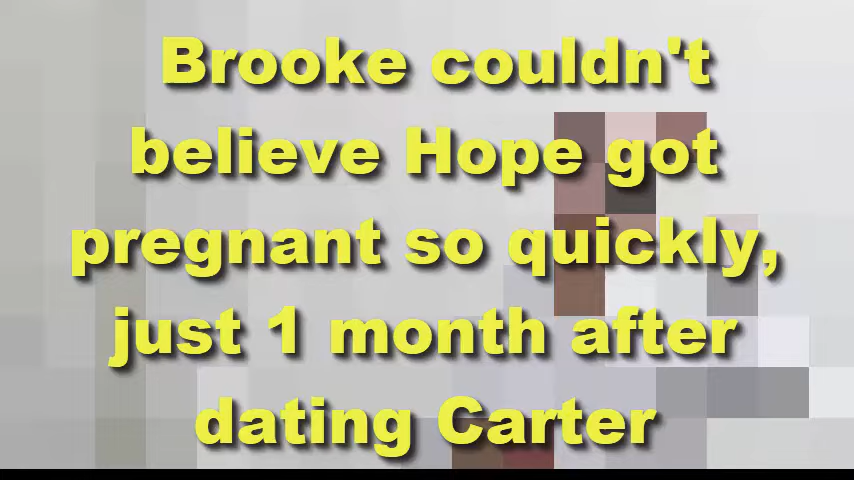 Brooke couldn't
believe Hope got
pregnant so quickly,
just 1 month after
dating Carter